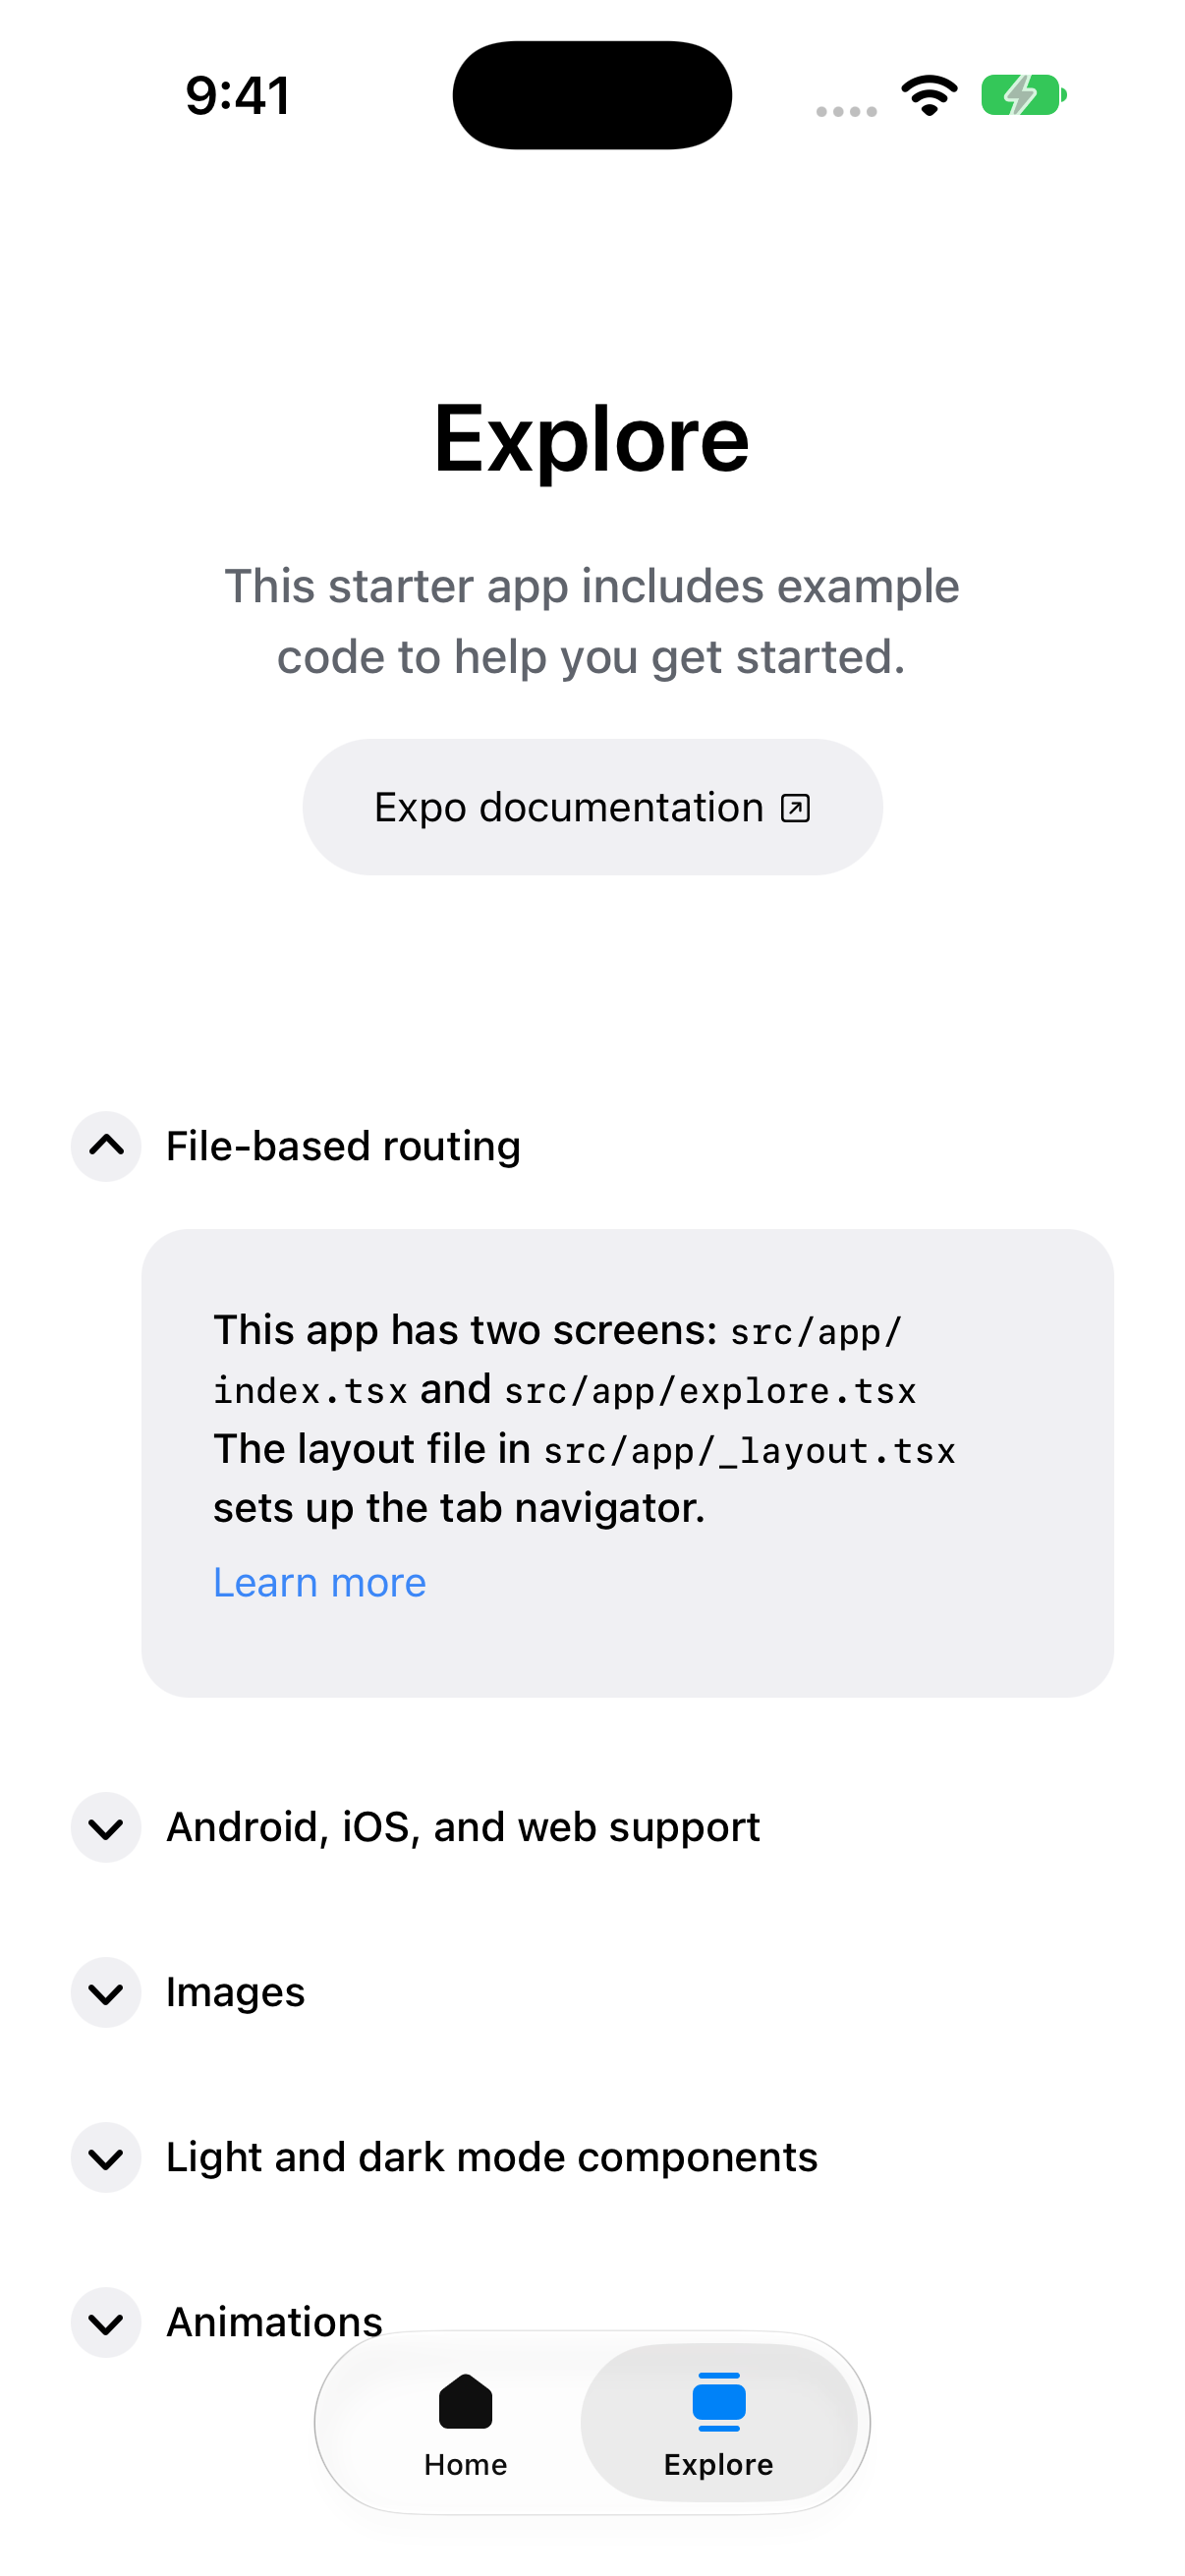 9:41
Explore
This starter app includes example
code to help you get started.
Expo documentation
File-based routing
This app has two screens: src/app/
index.tsx and src/app/explore.tsx
The layout file in src/app/_layout.tsx
sets up the tab navigator.
Learn more
Android, iOS, and web support
Images
Light and dark mode components
Animations
Home
Explore